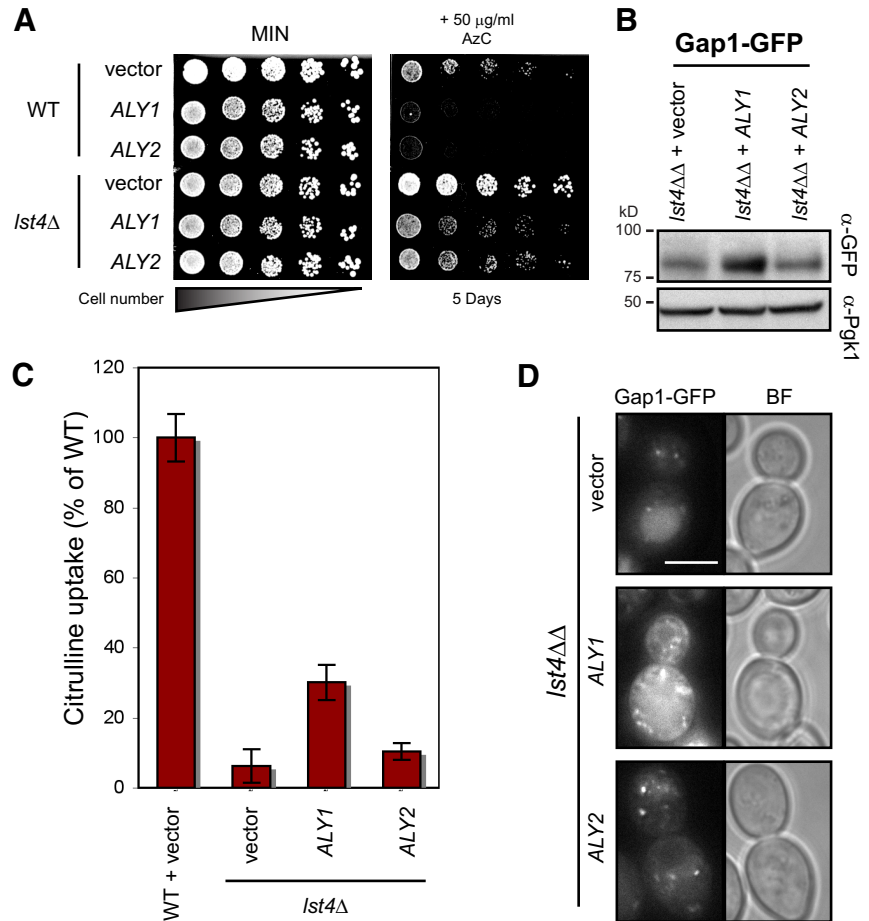 A
MIN
+ 50 μg/ml
AzC
WT
vector
ALY1
ALY2
lst4Δ
vector
ALY1
ALY2
Cell number
5 Days
B
Gap1-GFP
lst4ΔΔ + vector
lst4ΔΔ + ALY1
lst4ΔΔ + ALY2
kD
100
75
50
α-GFP
α-Pgk1
C
Citrulline uptake (% of WT)
120
100
80
60
40
20
0
WT + vector
vector
ALY1
ALY2
lst4Δ
D
Gap1-GFP
BF
lst4ΔΔ
vector
ALY1
ALY2